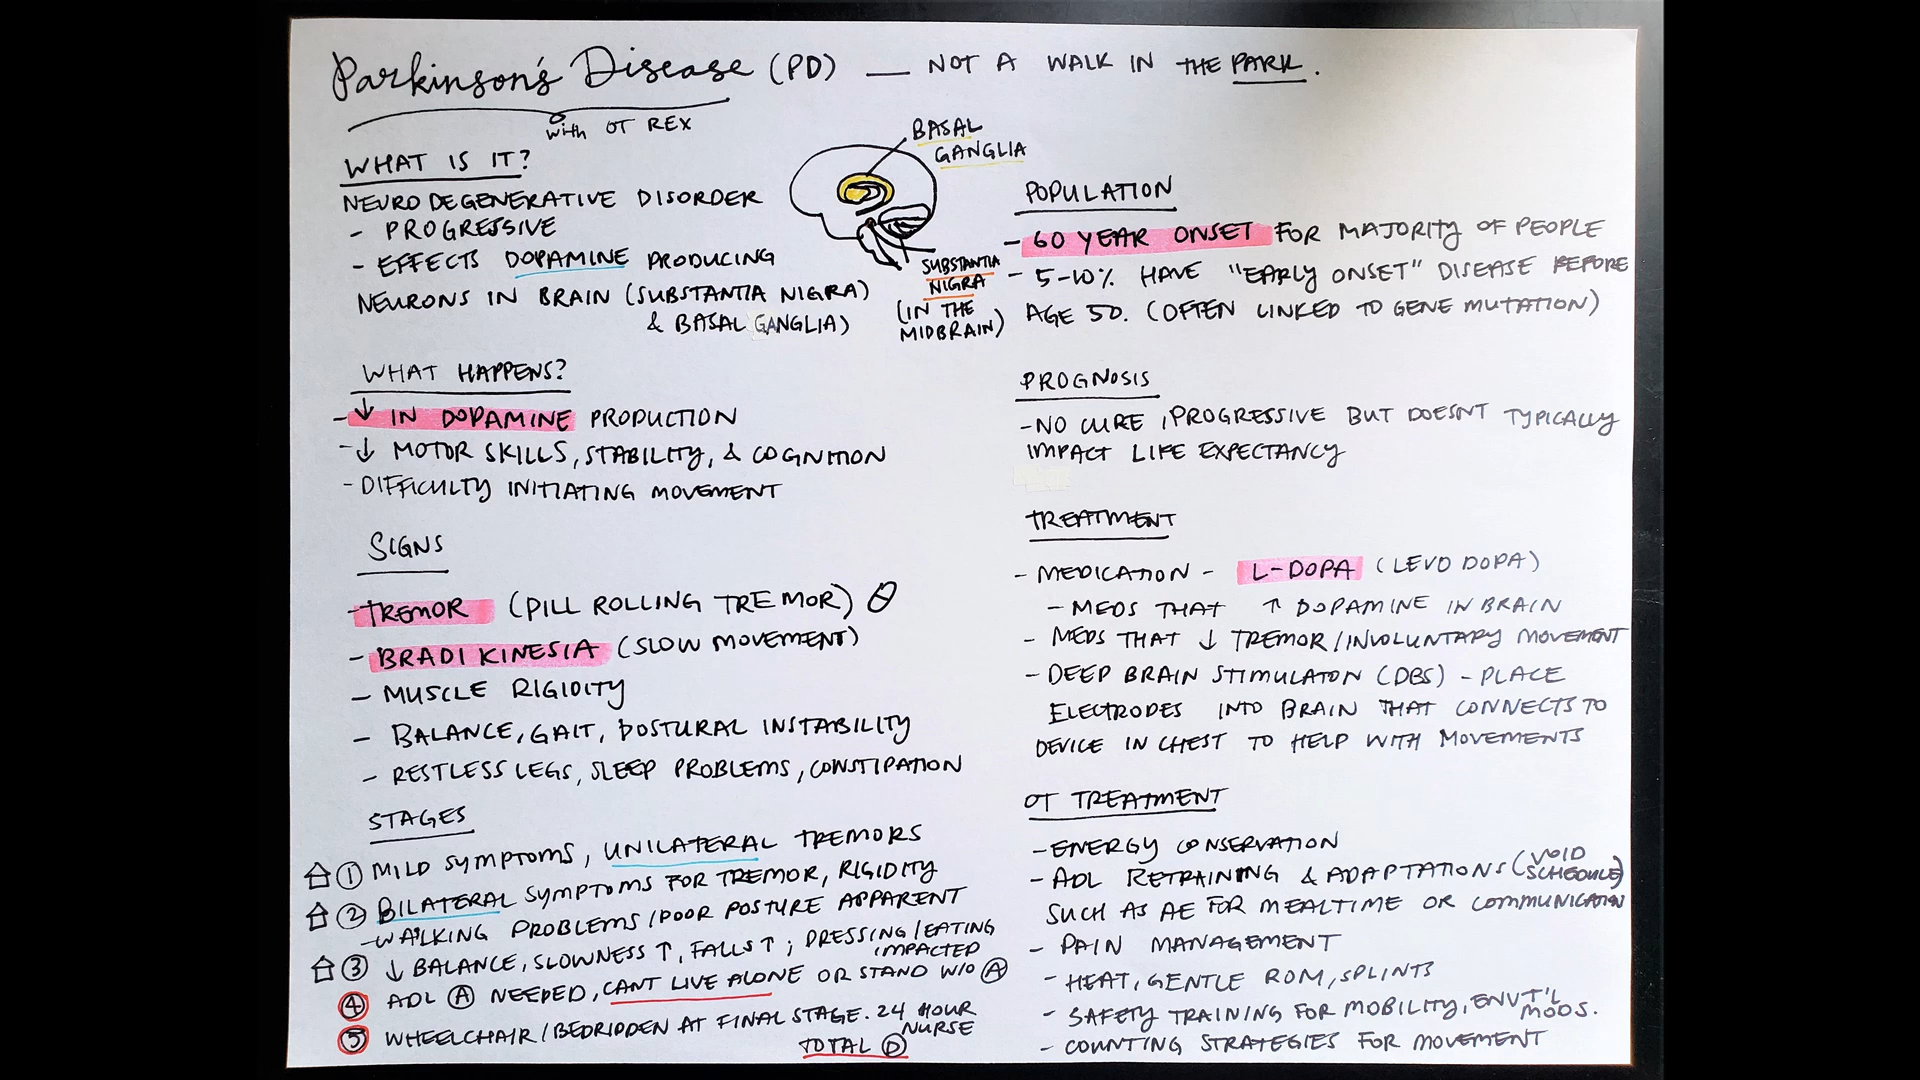 Parkinson's Disease (PD) — NOT A WALK IN THE PARK.
with OT REX
WHAT IS IT?
NEURODEGENERATIVE DISORDER
- PROGRESSIVE
- EFFECTS DOPAMINE PRODUCING
NEURONS IN BRAIN (SUBSTANTIA NIGRA)
& BASAL GANGLIA)
BASAL
GANGLIA
SUBSTANTIA
NIGRA
(IN THE
MIDBRAIN)
WHAT HAPPENS?
- ↓ IN DOPAMINE PRODUCTION
- ↓ MOTOR SKILLS, STABILITY, & COGNITION
- DIFFICULTY INITIATING MOVEMENT
SIGNS
- TREMOR (PILL ROLLING TREMOR)
- BRADIKINESIA (SLOW MOVEMENT)
- MUSCLE RIGIDITY
- BALANCE, GAIT, POSTURAL INSTABILITY
- RESTLESS LEGS, SLEEP PROBLEMS, CONSTIPATION
STAGES
① MILD SYMPTOMS, UNILATERAL TREMORS
② BILATERAL SYMPTOMS FOR TREMOR, RIGIDITY
- WALKING PROBLEMS / POOR POSTURE APPARENT
③ ↓ BALANCE, SLOWNESS ↑, FALLS ↑; DRESSING/EATING
IMPACTED
④ ADL Ⓐ NEEDED, CANT LIVE ALONE OR STAND W/O Ⓐ
⑤ WHEELCHAIR/BEDRIDDEN AT FINAL STAGE. 24 HOUR
NURSE
TOTAL Ⓓ
POPULATION
- 60 YEAR ONSET FOR MAJORITY OF PEOPLE
- 5-10% HAVE "EARLY ONSET" DISEASE BEFORE
AGE 50. (OFTEN LINKED TO GENE MUTATION)
PROGNOSIS
- NO CURE, PROGRESSIVE BUT DOESNT TYPICALLY
IMPACT LIFE EXPECTANCY
TREATMENT
- MEDICATION - L-DOPA (LEVO DOPA)
- MEDS THAT ↑ DOPAMINE IN BRAIN
- MEDS THAT ↓ TREMOR/INVOLUNTARY MOVEMENT
- DEEP BRAIN STIMULATON (DBS) - PLACE
ELECTRODES INTO BRAIN THAT CONNECTS TO
DEVICE IN CHEST TO HELP WITH MOVEMENTS
OT TREATMENT
- ENERGY CONSERVATION
- ADL RETRAINING & ADAPTATIONS (VOID
SCHEDULE)
SUCH AS AE FOR MEALTIME OR COMMUNICATION
- PAIN MANAGEMENT
- HEAT, GENTLE ROM, SPLINTS
- SAFETY TRAINING FOR MOBILITY, ENVT'L
MODS.
- COUNTING STRATEGIES FOR MOVEMENT